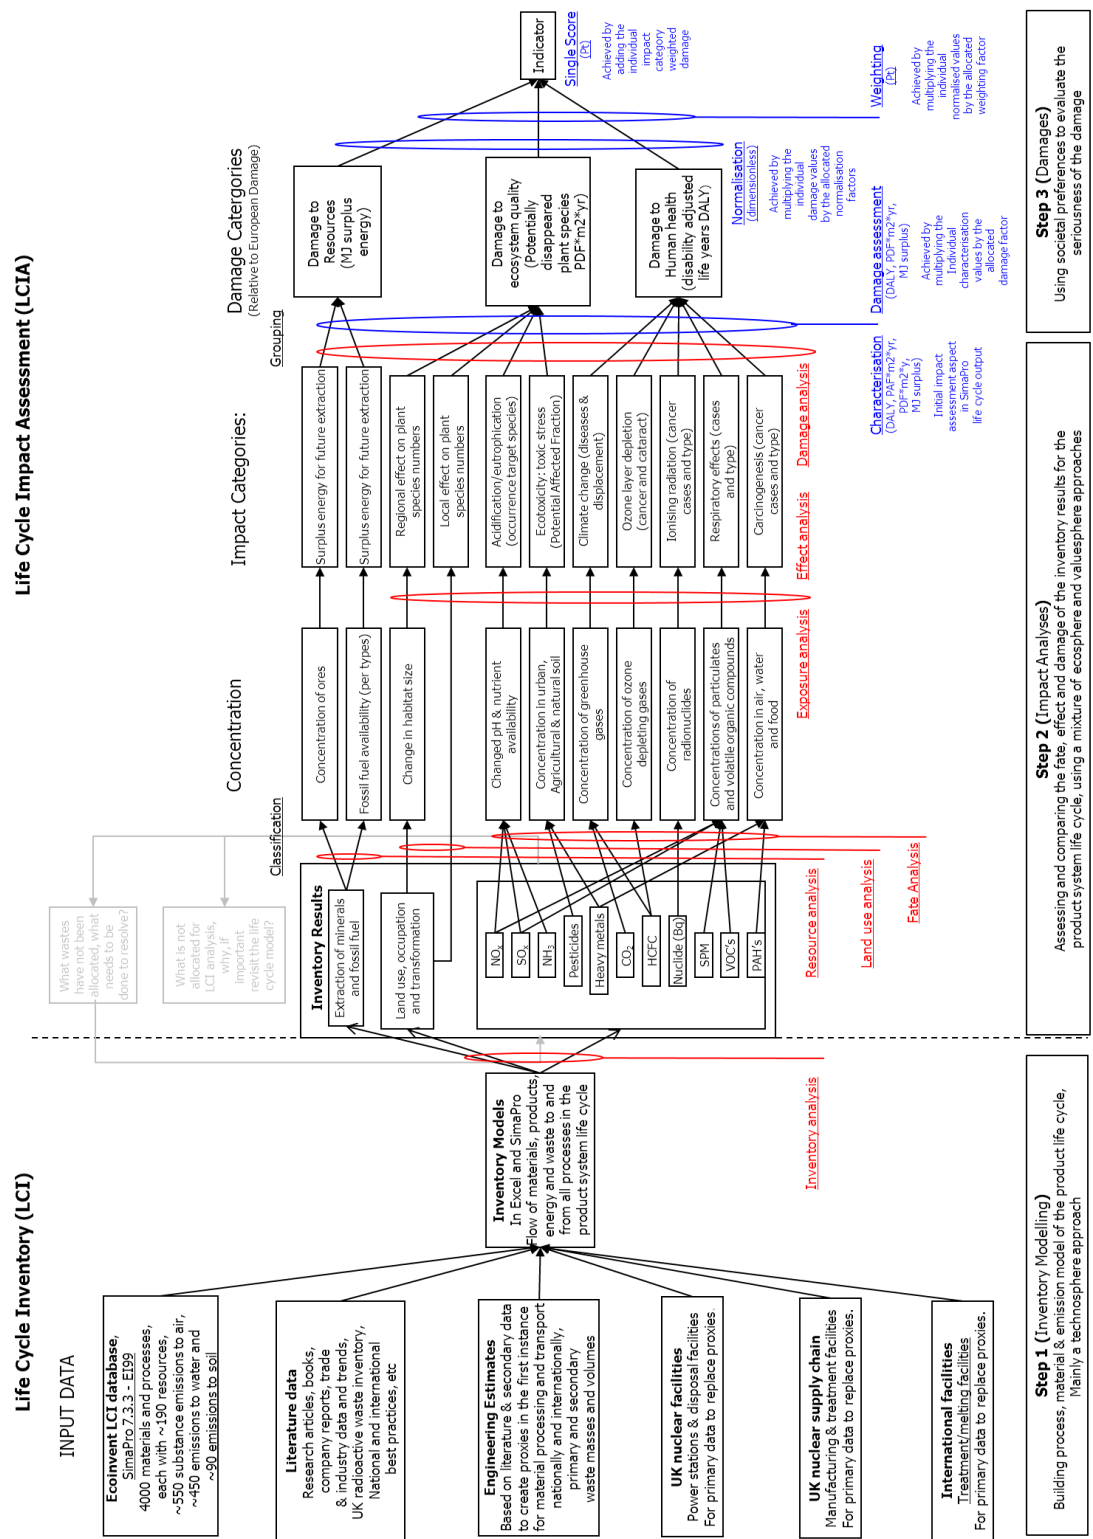 Life Cycle Inventory (LCI)
Life Cycle Impact Assessment (LCIA)
INPUT DATA
Ecoinvent LCI database,
SimaPro 7.3.3 - EI99
4000 materials and processes,
each with ~190 resources,
~550 substance emissions to air,
~450 emissions to water and
~90 emissions to soil
Literature data
Research articles, books,
company reports, trade
& industry data and trends,
UK radioactive waste inventory,
National and international
best practices, etc
Engineering Estimates
Based on literature & secondary data
to create proxies in the first instance
for material processing and transport
nationally and internationally,
primary and secondary
waste masses and volumes
UK nuclear facilities
Power stations & disposal facilities
For primary data to replace proxies.
UK nuclear supply chain
Manufacturing & treatment facilities
For primary data to replace proxies.
International facilities
Treatment/melting facilities
For primary data to replace proxies.
Inventory Models
In Excel and SimaPro
Flow of materials, products,
energy and waste to and
from all processes in the
product system life cycle
Inventory analysis
What wastes
have not been
allocated, what
needs to be
done to resolve?
What is not
allocated for
LCI analysis,
why, if
important
revisit the life
cycle model?
Inventory Results
Extraction of minerals
and fossil fuel
Land use, occupation
and transformation
NOx
SOx
NH3
Pesticides
Heavy metals
CO2
HCFC
Nuclide (Bq)
SPM
VOC's
PAH's
Classification
Resource analysis
Land use analysis
Fate Analysis
Concentration
Concentration of ores
Fossil fuel availability (per types)
Change in habitat size
Changed pH & nutrient
availability
Concentration in urban,
Agricultural & natural soil
Concentration of greenhouse
gases
Concentration of ozone
depleting gases
Concentration of
radionuclides
Concentrations of particulates
and volatile organic compounds
Concentration in air, water
and food
Exposure analysis
Effect analysis
Impact Categories:
Surplus energy for future extraction
Surplus energy for future extraction
Regional effect on plant
species numbers
Local effect on plant
species numbers
Acidification/eutrophication
(occurrence target species)
Ecotoxicity: toxic stress
(Potential Affected Fraction)
Climate change (diseases &
displacement)
Ozone layer depletion
(cancer and cataract)
Ionising radiation (cancer
cases and type)
Respiratory effects (cases
and type)
Carcinogenesis (cancer
cases and type)
Damage analysis
Grouping
Damage Catergories
(Relative to European Damage)
Damage to
Resources
(MJ surplus
energy)
Damage to
ecosystem quality
(Potentially
disappeared
plant species
PDF*m2*yr)
Damage to
Human health
(disability adjusted
life years DALY)
Indicator
Single Score
(Pt)
Achieved by
adding the
individual
impact
category
weighted
damage
Normalisation
(dimensionless)
Achieved by
multiplying the
individual
damage values
by the allocated
normalisation
factors
Weighting
(Pt)
Achieved by
multiplying the
individual
normalised values
by the allocated
weighting factor
Characterisation
(DALY, PAF*m2*yr,
PDF*m2*y,
MJ surplus)
Initial impact
assessment aspect
in SimaPro
life cycle output
Damage assessment
(DALY, PDF*m2*yr,
MJ surplus)
Achieved by
multiplying the
Individual
characterisation
values by the
allocated
damage factor
Step 1 (Inventory Modelling)
Building process, material & emission model of the product life cycle,
Mainly a technosphere approach
Step 2 (Impact Analyses)
Assessing and comparing the fate, effect and damage of the inventory results for the
product system life cycle, using a mixture of ecosphere and valuesphere approaches
Step 3 (Damages)
Using societal preferences to evaluate the
seriousness of the damage